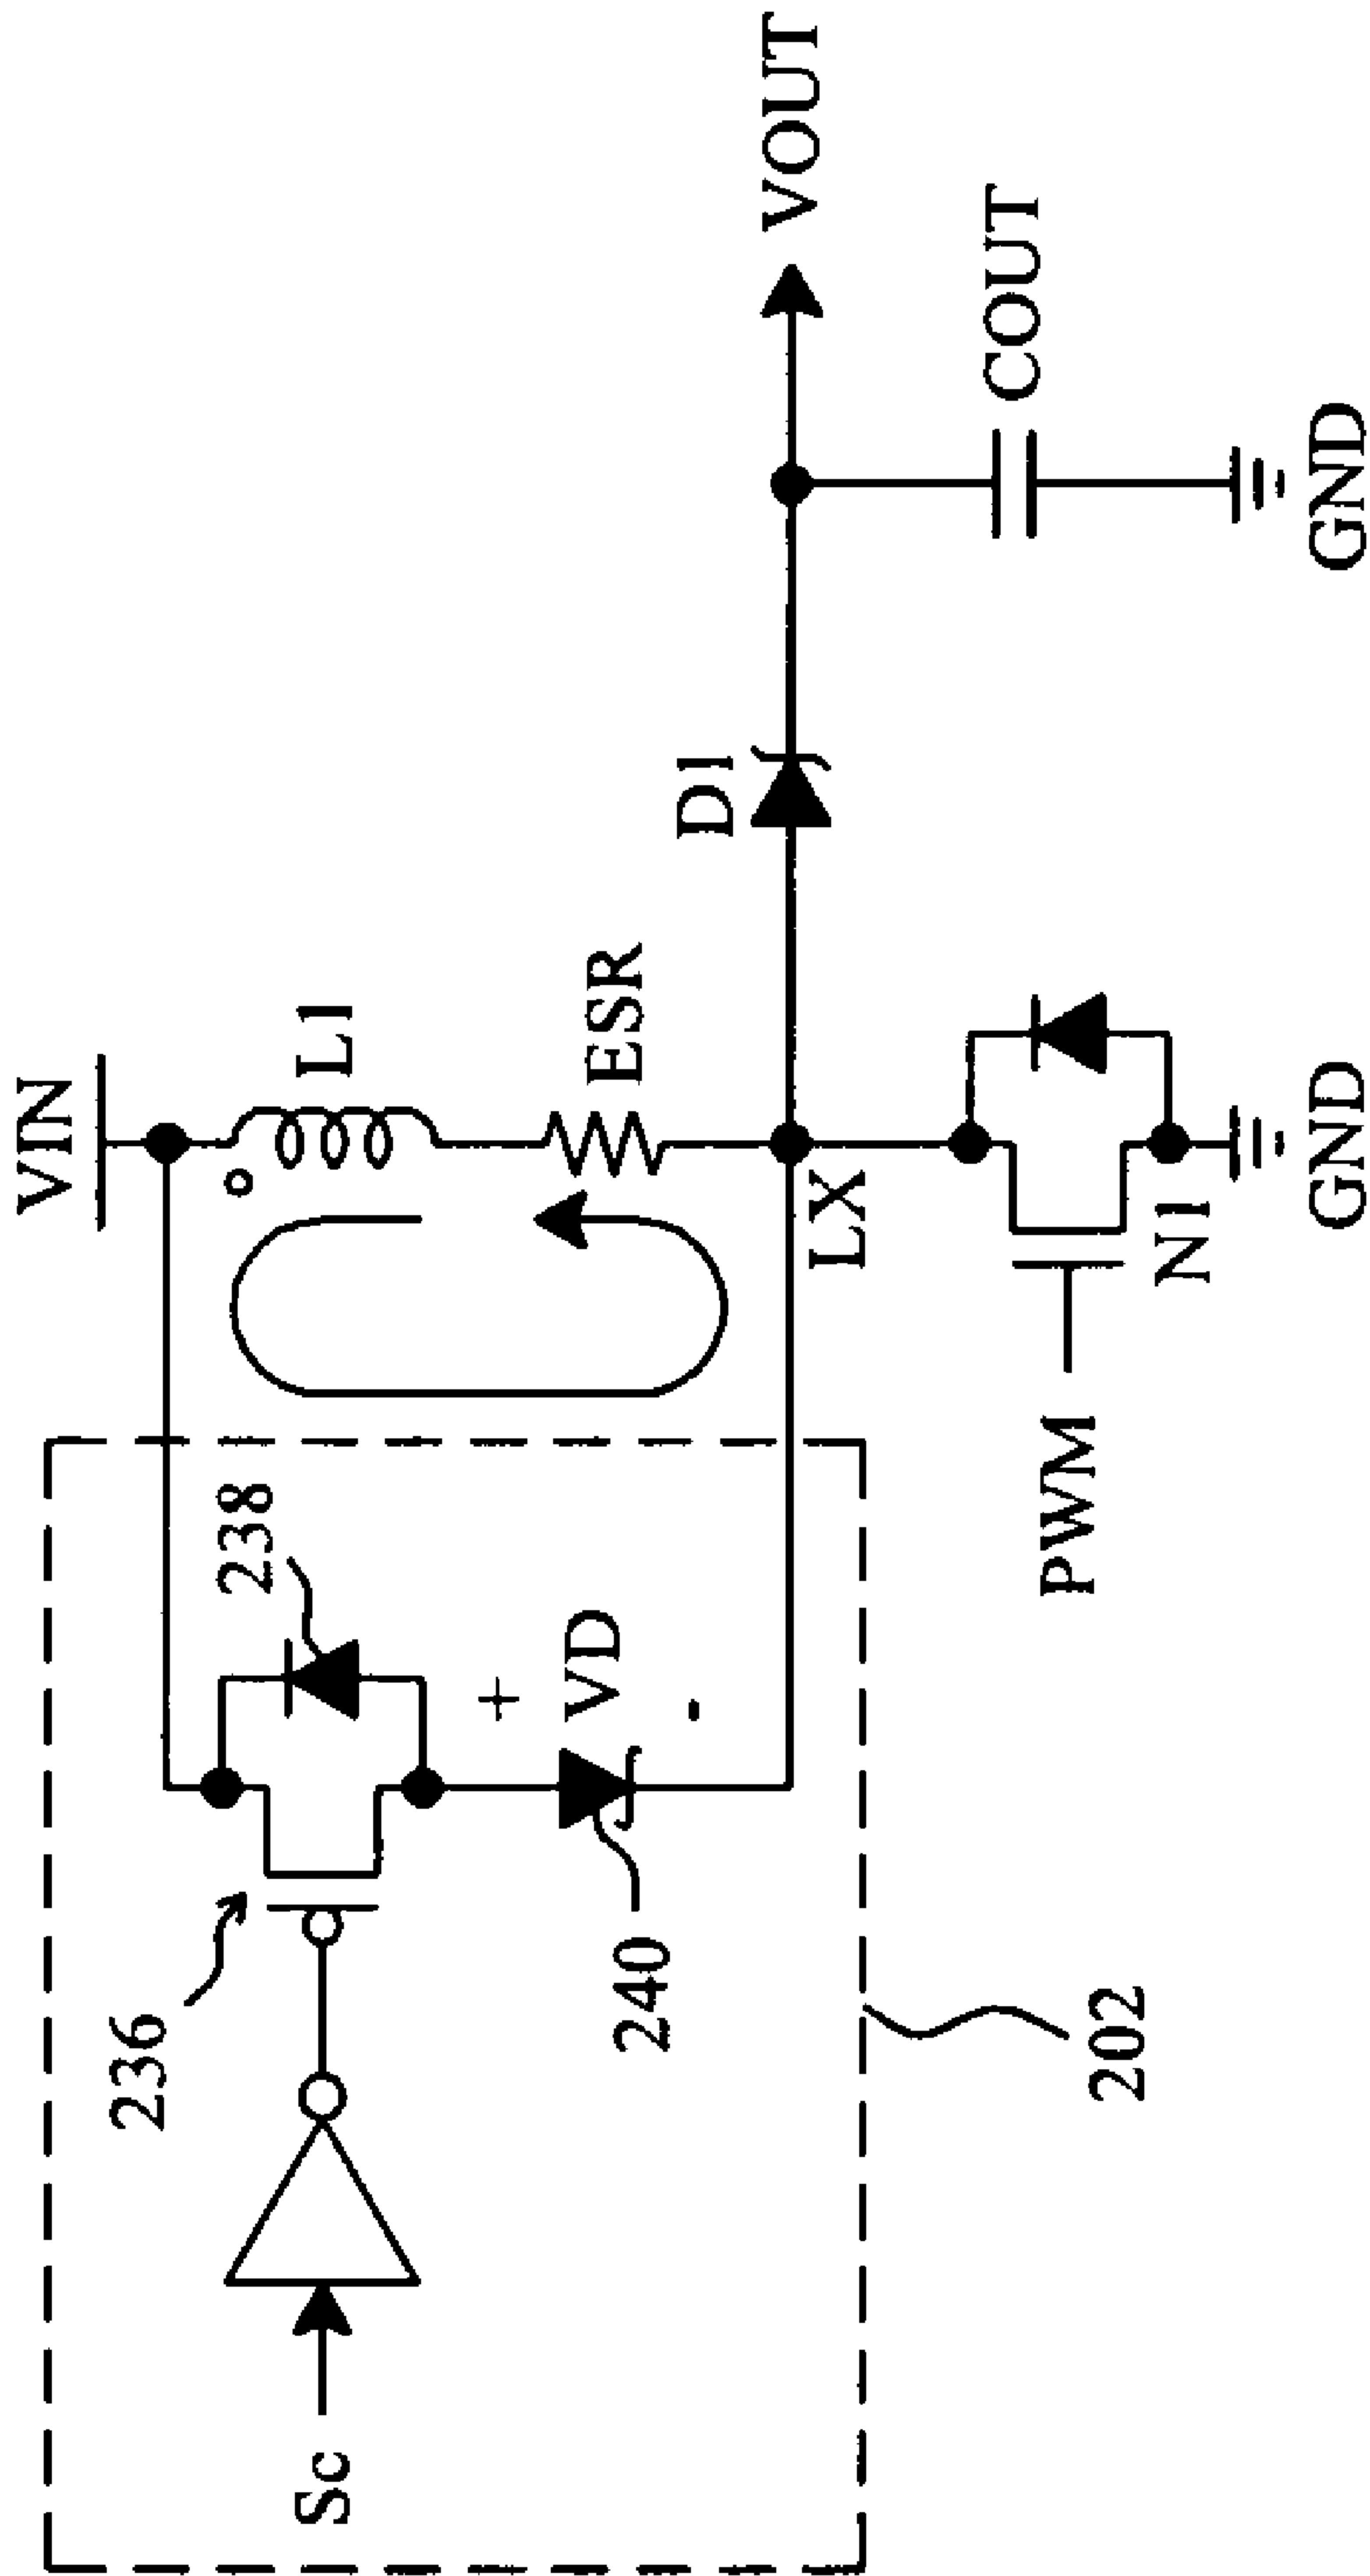 VIN
L1
ESR
LX
D1
VOUT
COUT
GND
GND
N1
PWM
236
238
+
VD
-
240
Sc
202